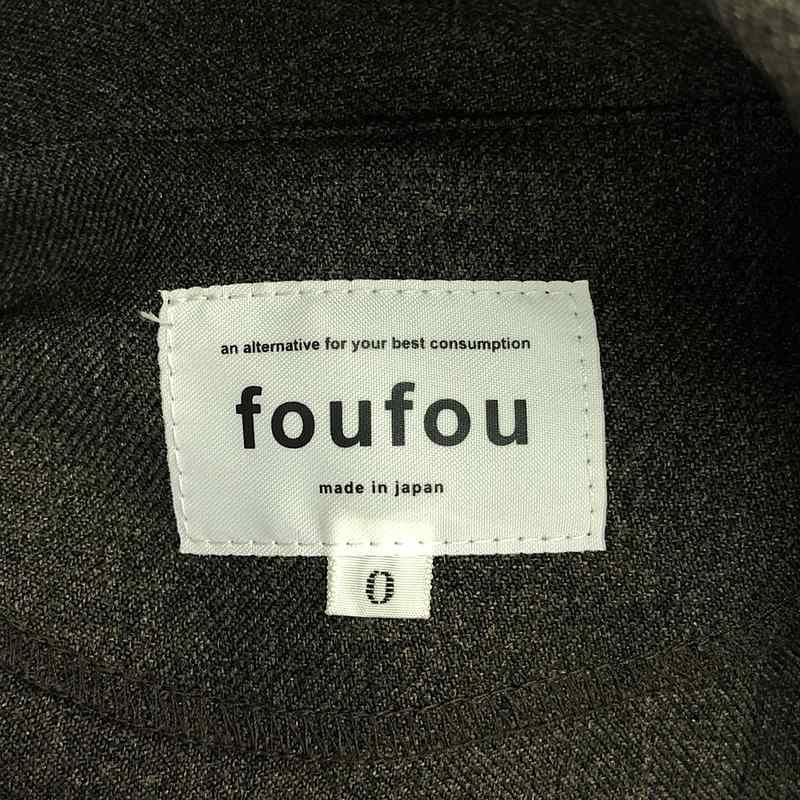 an alternative for your best consumption
foufou
made in japan
0